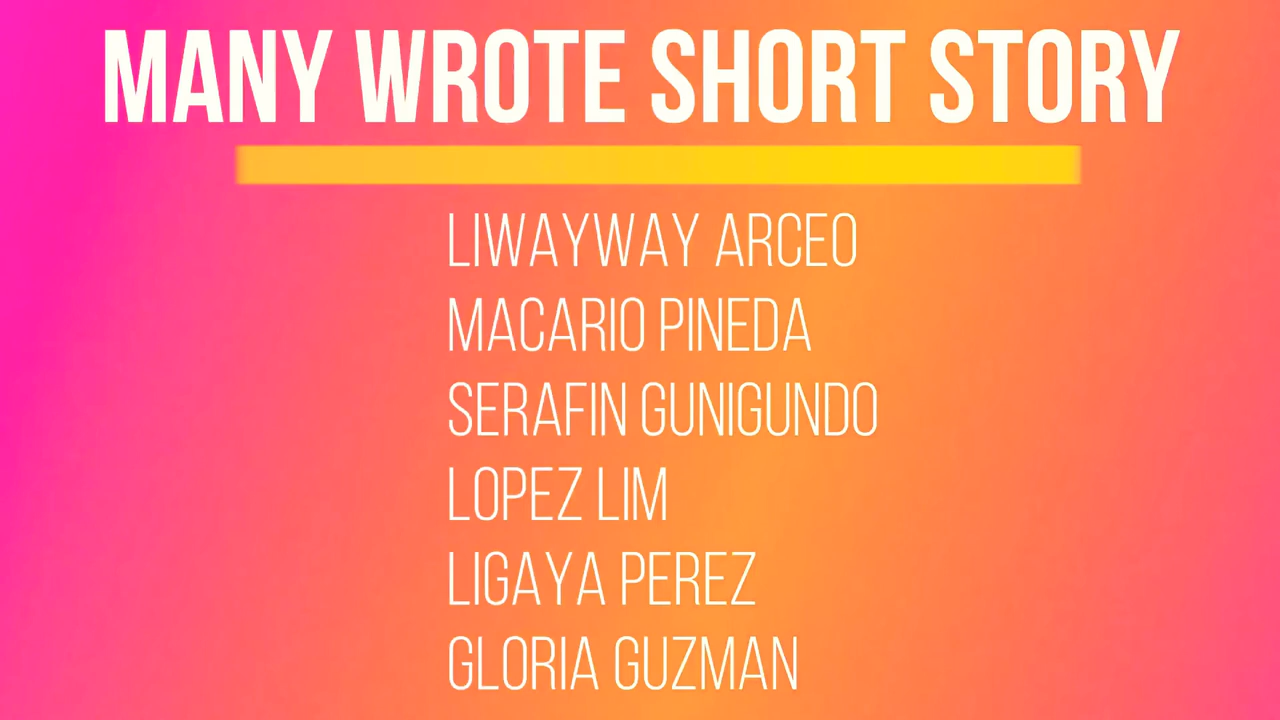 MANY WROTE SHORT STORY
LIWAYWAY ARCEO
MACARIO PINEDA
SERAFIN GUNIGUNDO
LOPEZ LIM
LIGAYA PEREZ
GLORIA GUZMAN